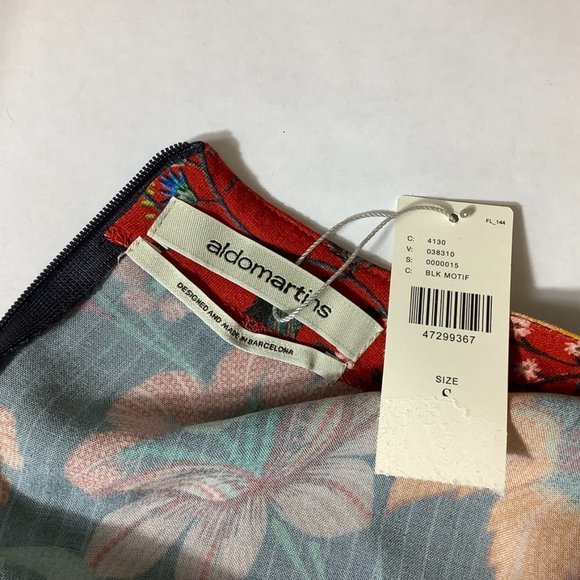 aldomartins
DESIGNED AND MADE IN BARCELONA
FL_144
C: 4130
V: 038310
S: 0000015
C: BLK MOTIF
47299367
SIZE
S